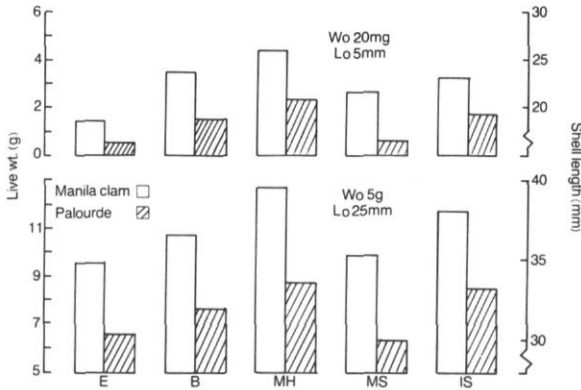 6
4
2
0
Live wt. (g)
Wo 20mg
Lo 5mm
30
25
20
Shell length (mm)
Manila clam
Palourde
Wo 5g
Lo 25mm
11
9
7
5
40
35
30
E B MH MS IS